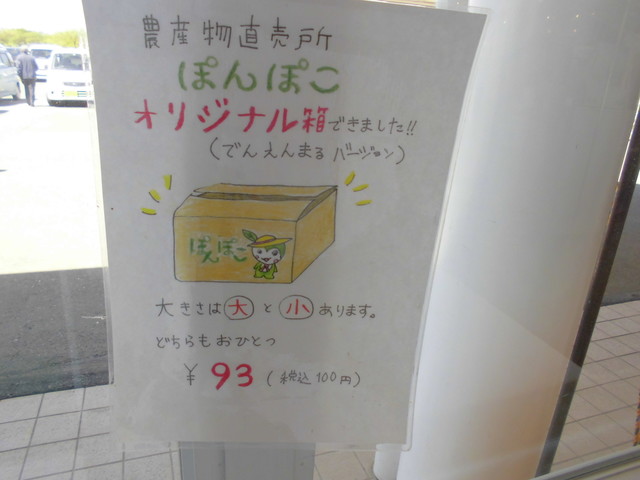 農産物直売所
ぽんぽこ
オリジナル箱できました!!
(でんえんまるバージョン)
ぽんぽこ
大きさは大と小あります。
どちらもおひとつ
¥93(税込100円)